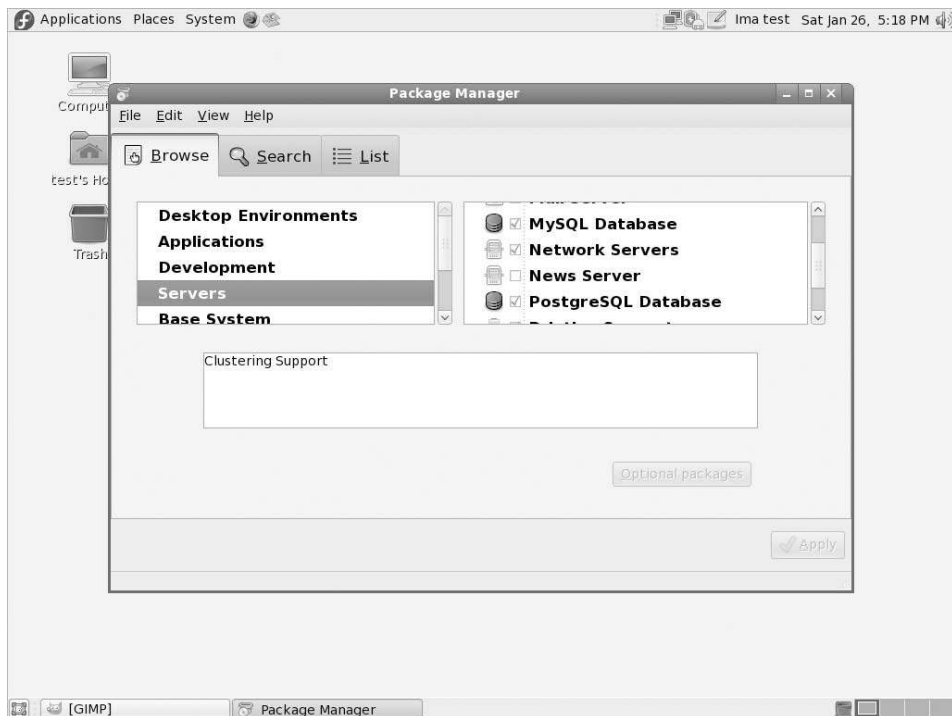 Applications Places System
Ima test Sat Jan 26, 5:18 PM
Package Manager
File Edit View Help
Browse
Search
List
Desktop Environments
Applications
Development
Servers
Base System
MySQL Database
Network Servers
News Server
PostgreSQL Database
Clustering Support
Optional packages
Apply
test's
Trash
[GIMP]
Package Manager